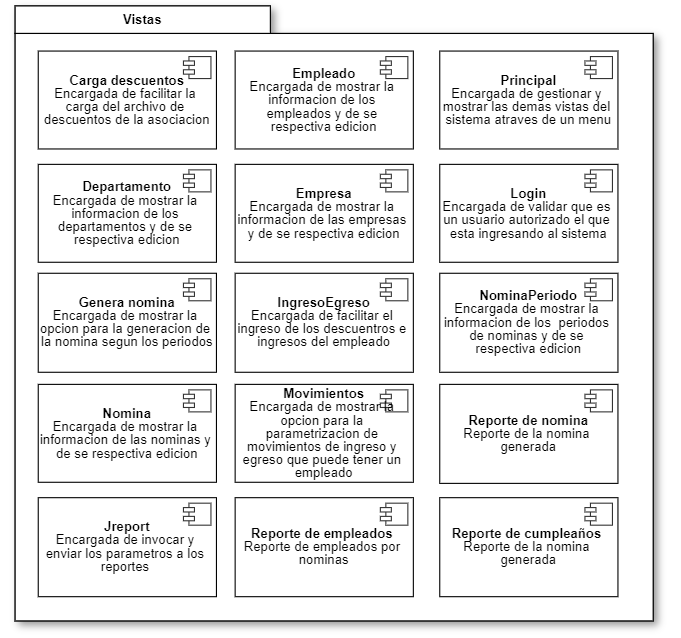 Vistas
Carga descuentos
Encargada de facilitar la
carga del archivo de
descuentos de la asociacion
Empleado
Encargada de mostrar la
informacion de los
empleados y de se
respectiva edicion
Principal
Encargada de gestionar y
mostrar las demas vistas del
sistema atraves de un menu
Departamento
Encargada de mostrar la
informacion de los
departamentos y de se
respectiva edicion
Empresa
Encargada de mostrar la
informacion de las empresas
y de se respectiva edicion
Login
Encargada de validar que es
un usuario autorizado el que
esta ingresando al sistema
Genera nomina
Encargada de mostrar la
opcion para la generacion de
la nomina segun los periodos
IngresoEgreso
Encargada de facilitar el
ingreso de los descuentros e
ingresos del empleado
NominaPeriodo
Encargada de mostrar la
informacion de los periodos
de nominas y de se
respectiva edicion
Nomina
Encargada de mostrar la
informacion de las nominas y
de se respectiva edicion
Movimientos
Encargada de mostrar la
opcion para la
parametrizacion de
movimientos de ingreso y
egreso que puede tener un
empleado
Reporte de nomina
Reporte de la nomina
generada
Jreport
Encargada de invocar y
enviar los parametros a los
reportes
Reporte de empleados
Reporte de empleados por
nominas
Reporte de cumpleaños
Reporte de la nomina
generada